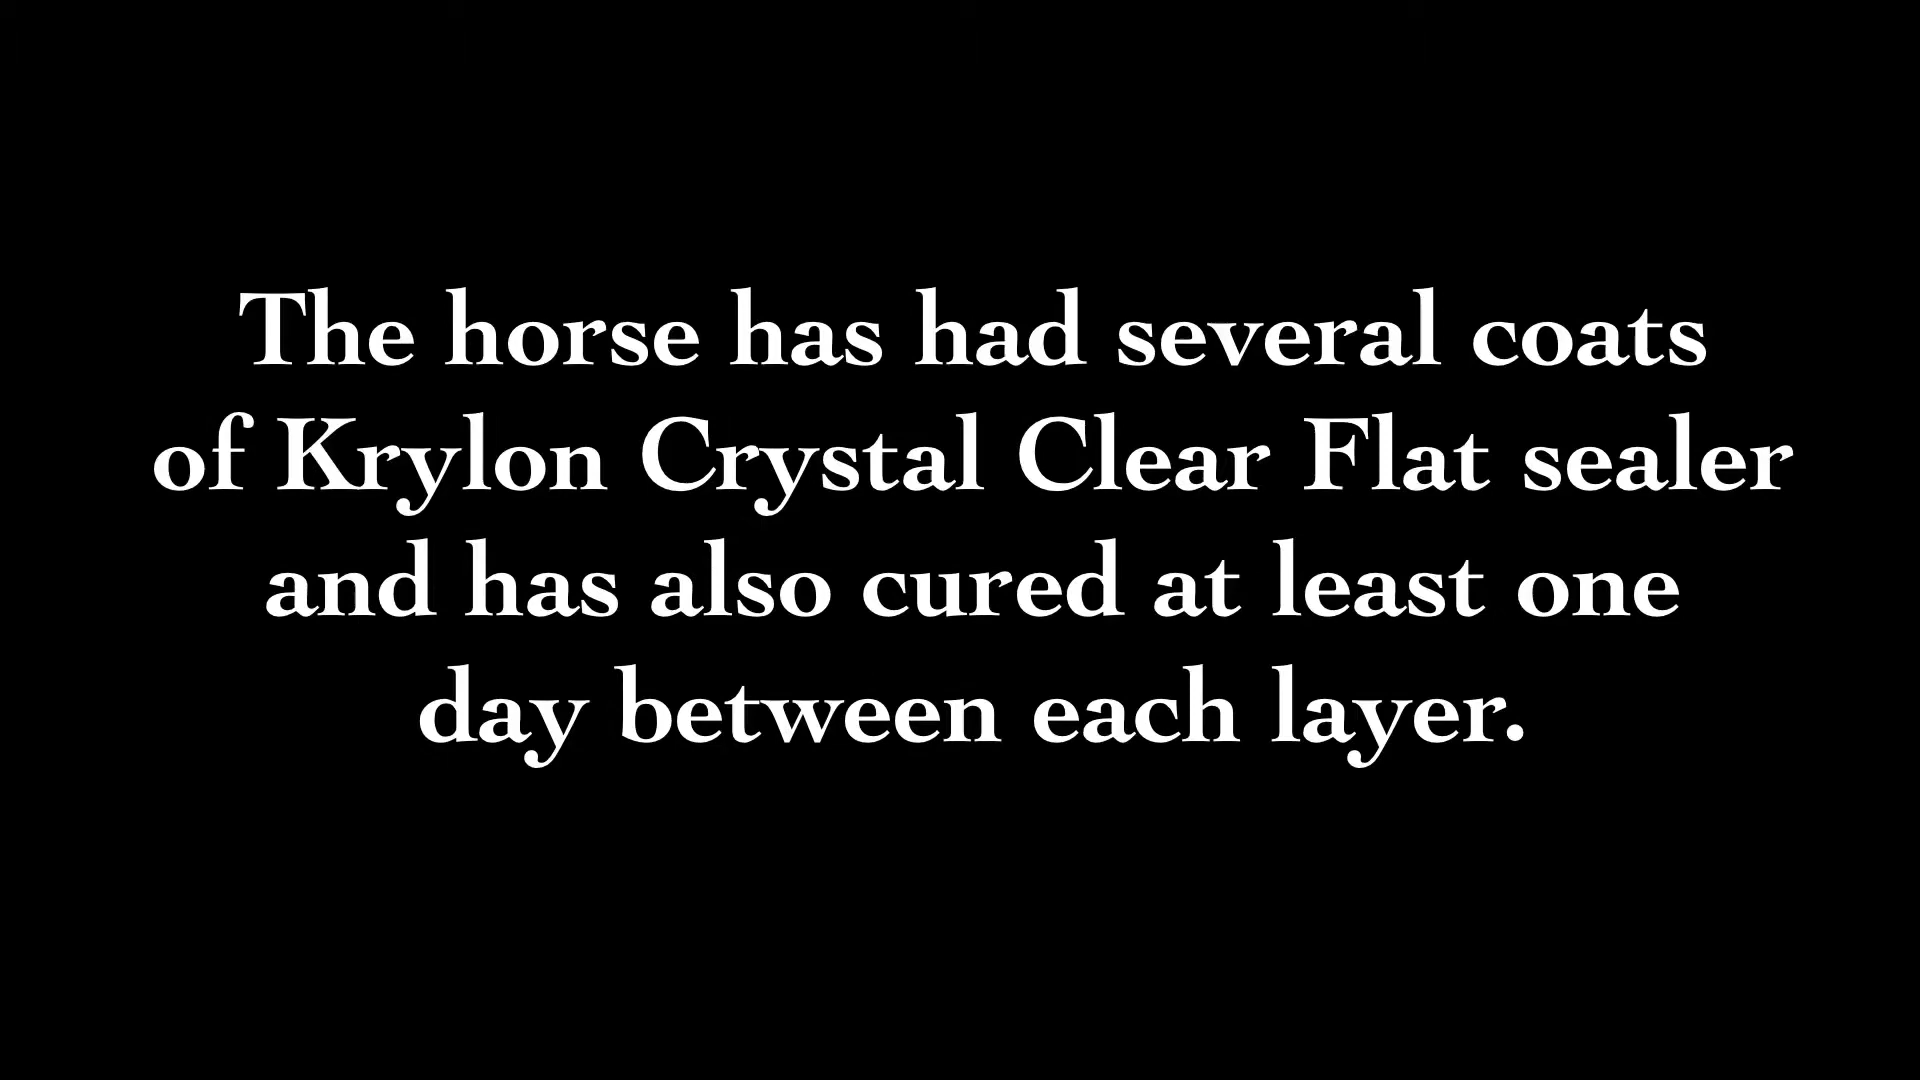 The horse has had several coats
of Krylon Crystal Clear Flat sealer
and has also cured at least one
day between each layer.